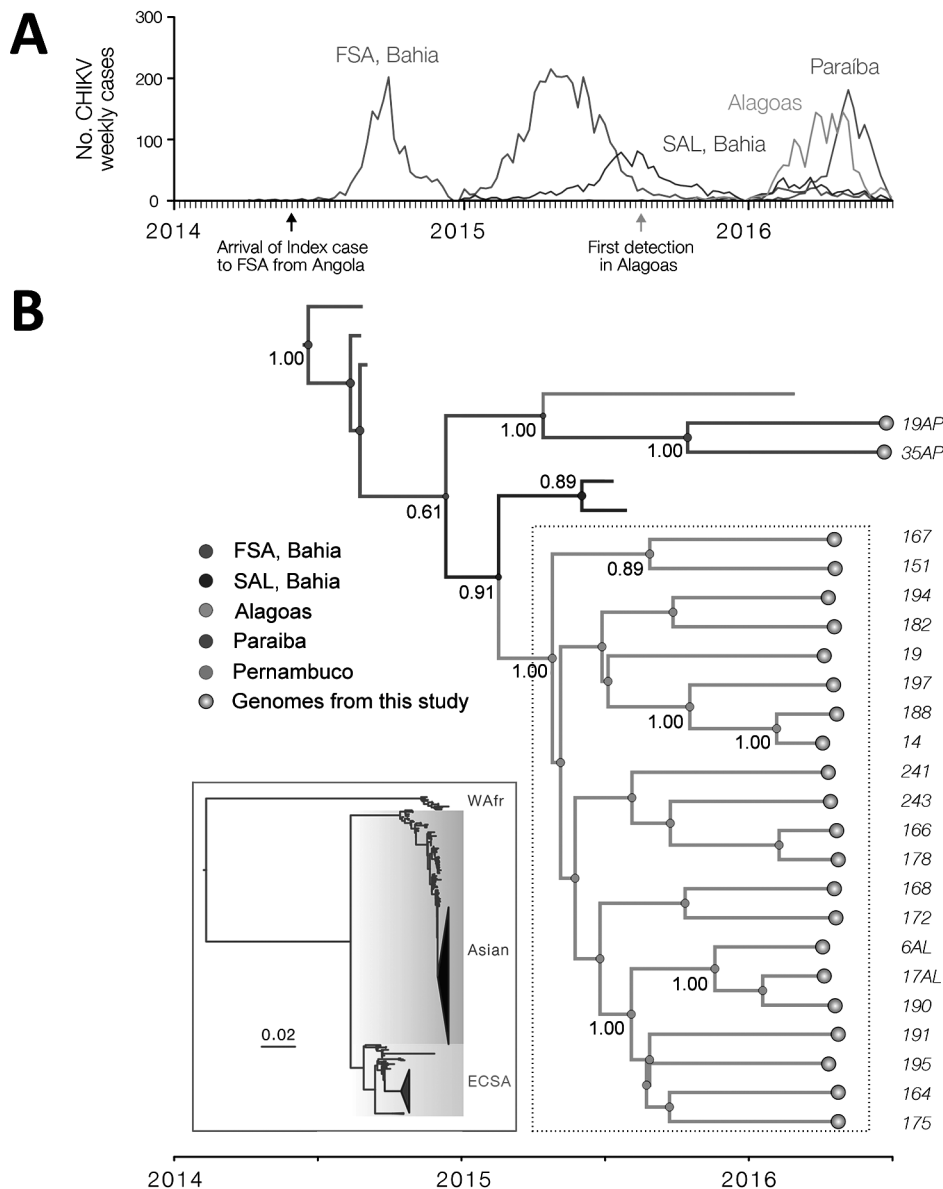 A
300
200
100
0
No. CHIKV
weekly cases
FSA, Bahia
SAL, Bahia
Alagoas
Paraíba
2014
2015
2016
Arrival of Index case
to FSA from Angola
First detection
in Alagoas
B
1.00
1.00
19AP
1.00
35AP
0.89
0.61
167
FSA, Bahia
151
0.89
SAL, Bahia
0.91
194
Alagoas
182
Paraiba
19
1.00
Pernambuco
197
Genomes from this study
188
1.00
14
1.00
241
WAfr
243
166
178
168
172
Asian
6AL
17AL
1.00
190
0.02
191
1.00
195
ECSA
164
175
2014
2015
2016